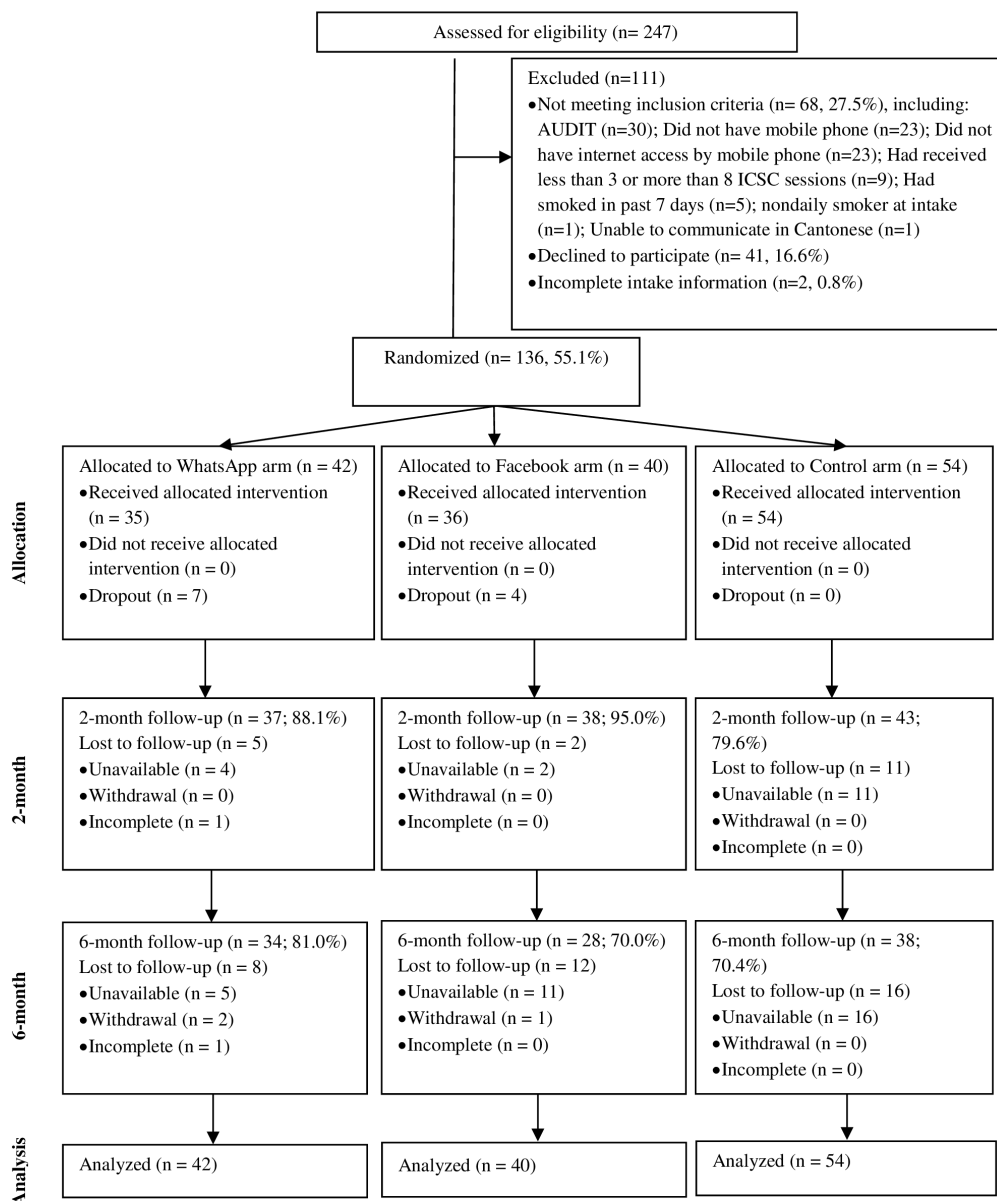 Assessed for eligibility (n= 247)
Excluded (n=111)
●Not meeting inclusion criteria (n= 68, 27.5%), including:
AUDIT (n=30); Did not have mobile phone (n=23); Did
not have internet access by mobile phone (n=23); Had
received less than 3 or more than 8 ICSC sessions (n=9); Had
smoked in past 7 days (n=5); nondaily smoker at intake
(n=1); Unable to communicate in Cantonese (n=1)
●Declined to participate (n= 41, 16.6%)
●Incomplete intake information (n=2, 0.8%)
Randomized (n= 136, 55.1%)
Allocation
Allocated to WhatsApp arm (n = 42)
●Received allocated intervention
(n = 35)
●Did not receive allocated
intervention (n = 0)
●Dropout (n = 7)
Allocated to Facebook arm (n = 40)
●Received allocated intervention
(n = 36)
●Did not receive allocated
intervention (n = 0)
●Dropout (n = 4)
Allocated to Control arm (n = 54)
●Received allocated intervention
(n = 54)
●Did not receive allocated
intervention (n = 0)
●Dropout (n = 0)
2-month
2-month follow-up (n = 37; 88.1%)
Lost to follow-up (n = 5)
●Unavailable (n = 4)
●Withdrawal (n = 0)
●Incomplete (n = 1)
2-month follow-up (n = 38; 95.0%)
Lost to follow-up (n = 2)
●Unavailable (n = 2)
●Withdrawal (n = 0)
●Incomplete (n = 0)
2-month follow-up (n = 43;
79.6%)
Lost to follow-up (n = 11)
●Unavailable (n = 11)
●Withdrawal (n = 0)
●Incomplete (n = 0)
6-month
6-month follow-up (n = 34; 81.0%)
Lost to follow-up (n = 8)
●Unavailable (n = 5)
●Withdrawal (n = 2)
●Incomplete (n = 1)
6-month follow-up (n = 28; 70.0%)
Lost to follow-up (n = 12)
●Unavailable (n = 11)
●Withdrawal (n = 1)
●Incomplete (n = 0)
6-month follow-up (n = 38;
70.4%)
Lost to follow-up (n = 16)
●Unavailable (n = 16)
●Withdrawal (n = 0)
●Incomplete (n = 0)
Analysis
Analyzed (n = 42)
Analyzed (n = 40)
Analyzed (n = 54)